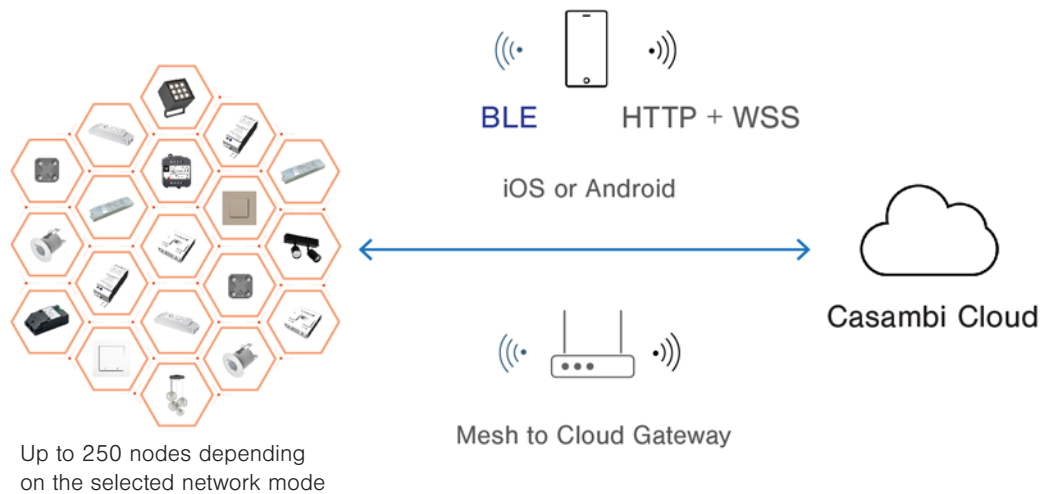 BLE
HTTP + WSS
iOS or Android
Casambi Cloud
Mesh to Cloud Gateway
Up to 250 nodes depending
on the selected network mode